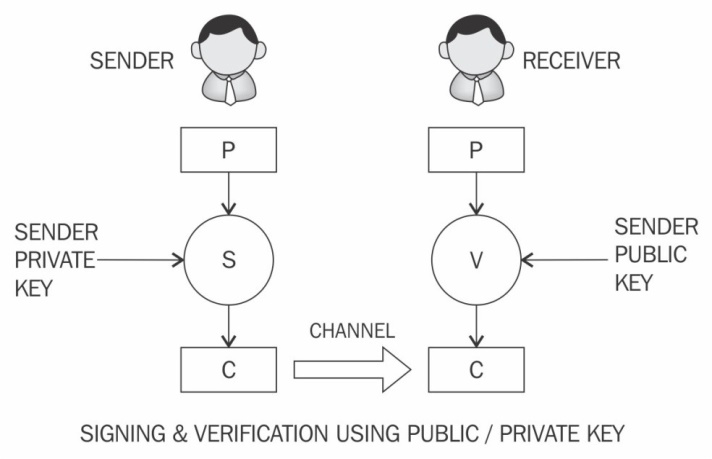 SENDER
RECEIVER
P
P
SENDER
PRIVATE
KEY
S
V
SENDER
PUBLIC
KEY
CHANNEL
C
C
SIGNING & VERIFICATION USING PUBLIC / PRIVATE KEY